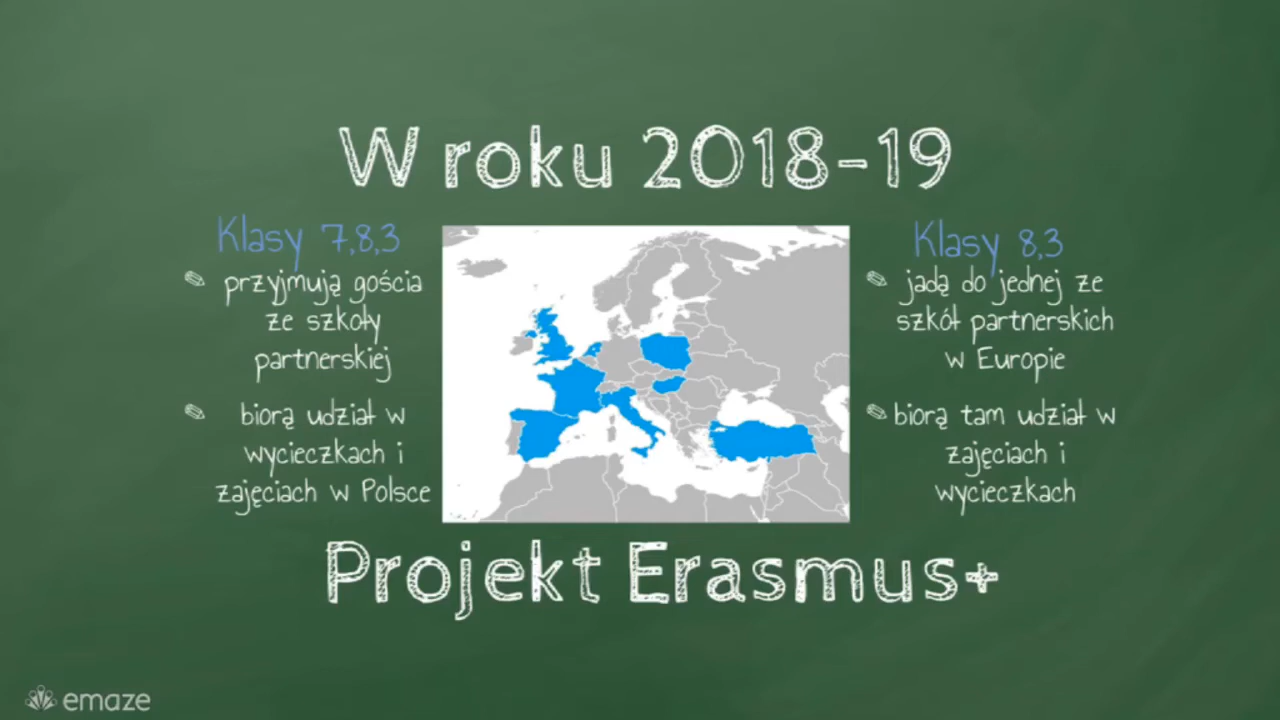 W roku 2018-19
Klasy 7,8,3
przyjmują gościa
ze szkoły
partnerskiej
biorą udział w
wycieczkach i
zajęciach w Polsce
Klasy 8,3
jadą do jednej ze
szkół partnerskich
w Europie
biorą tam udział w
zajęciach i
wycieczkach
Projekt Erasmus+
emaze